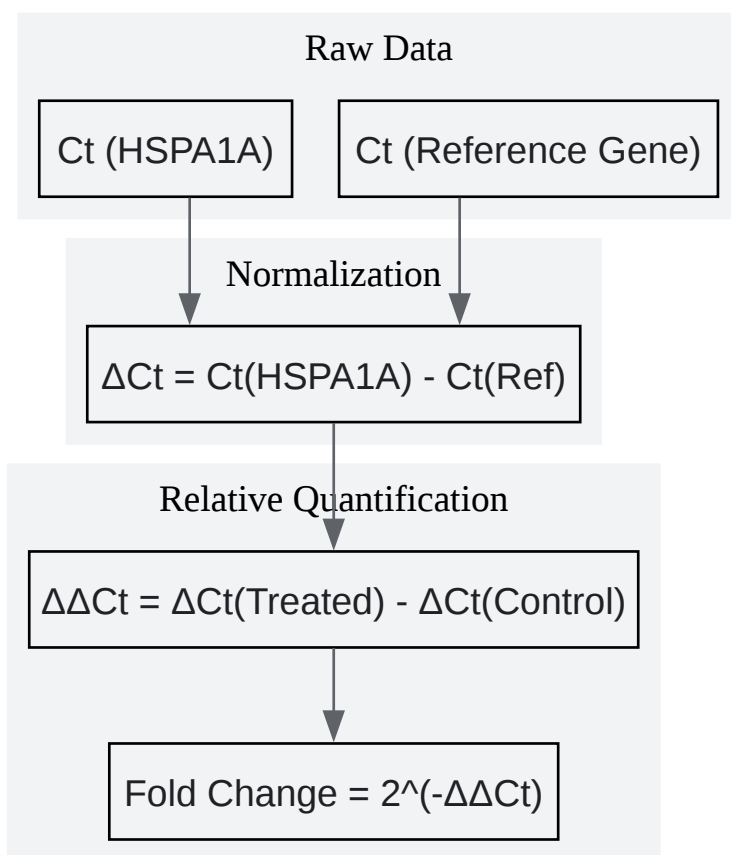 Raw Data
Ct (HSPA1A)
Ct (Reference Gene)
Normalization
ΔCt = Ct(HSPA1A) - Ct(Ref)
Relative Quantification
ΔΔCt = ΔCt(Treated) - ΔCt(Control)
Fold Change = 2^(-ΔΔCt)